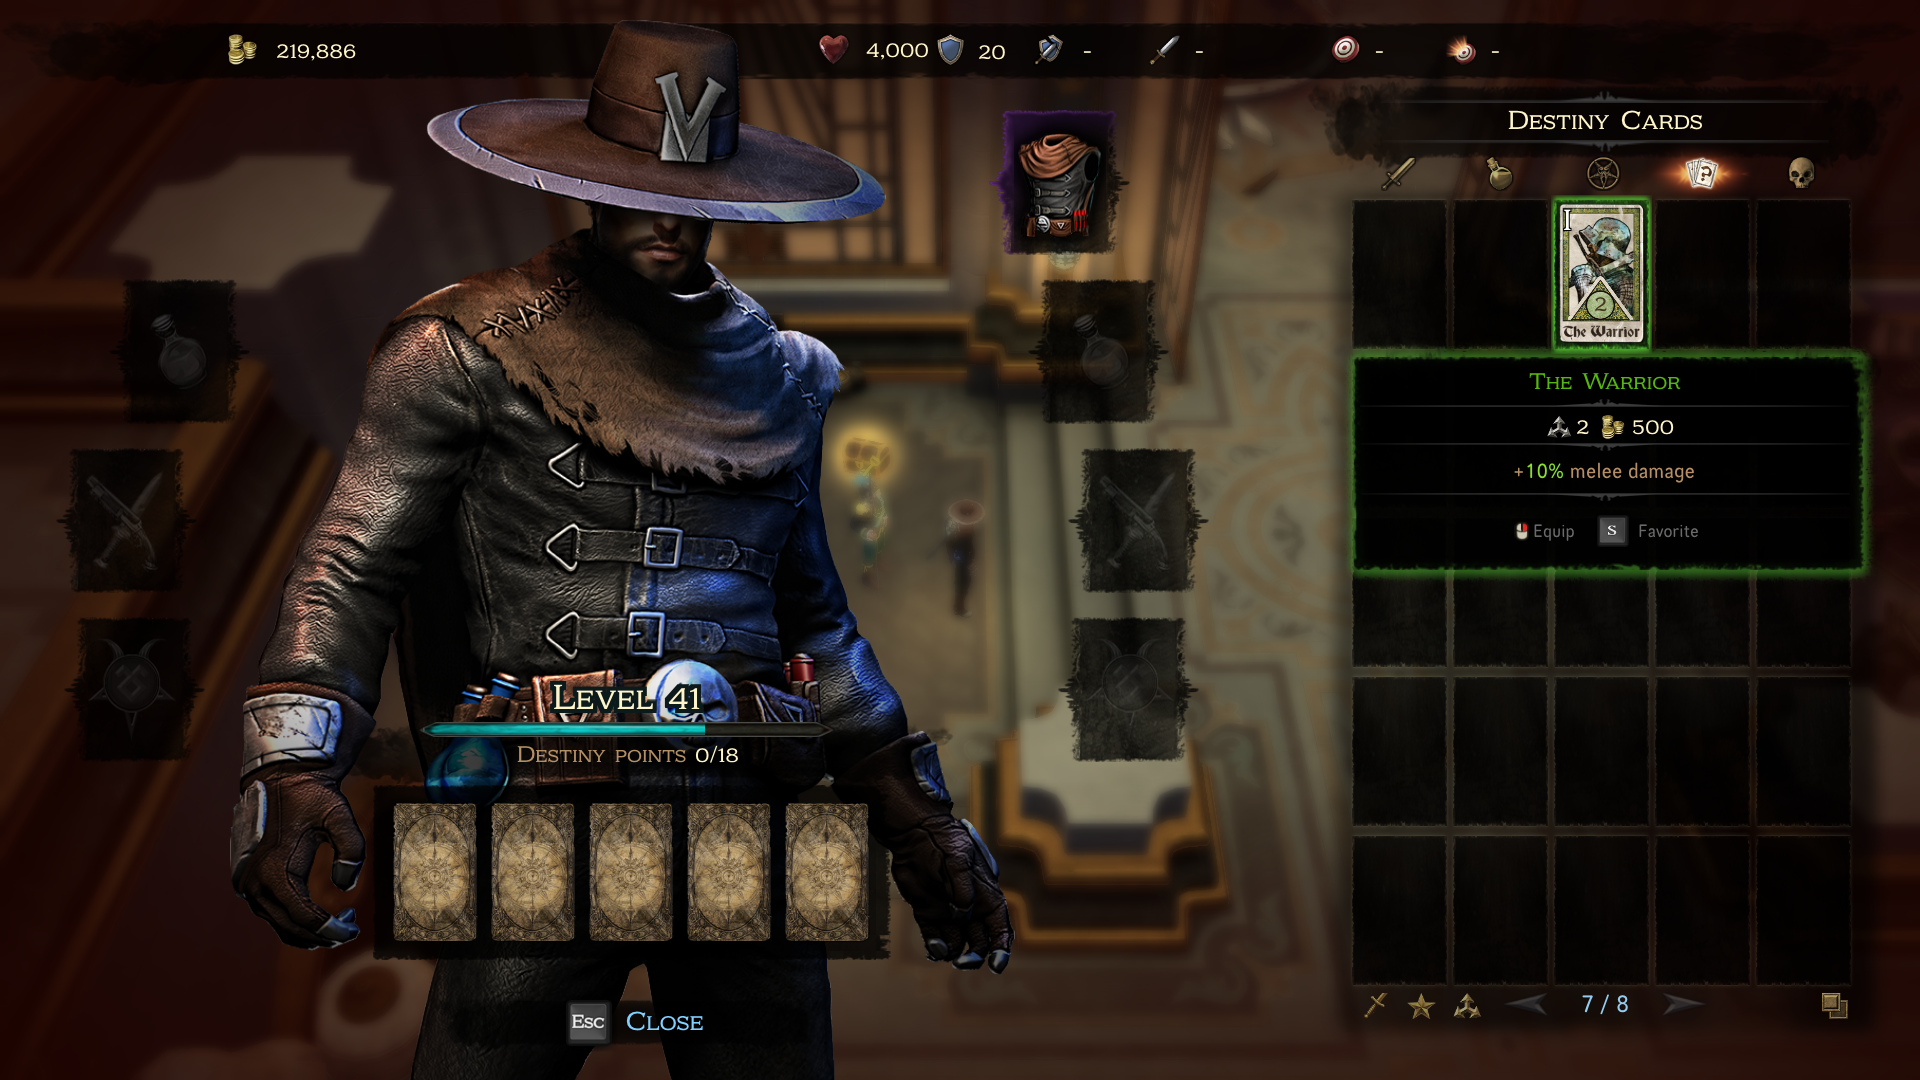 219,886
4,000
20
-
-
-
-
V
DESTINY CARDS
I
2
The Warrior
THE WARRIOR
2
500
+10% melee damage
Equip
S
Favorite
LEVEL 41
DESTINY POINTS 0/18
7 / 8
Esc
CLOSE